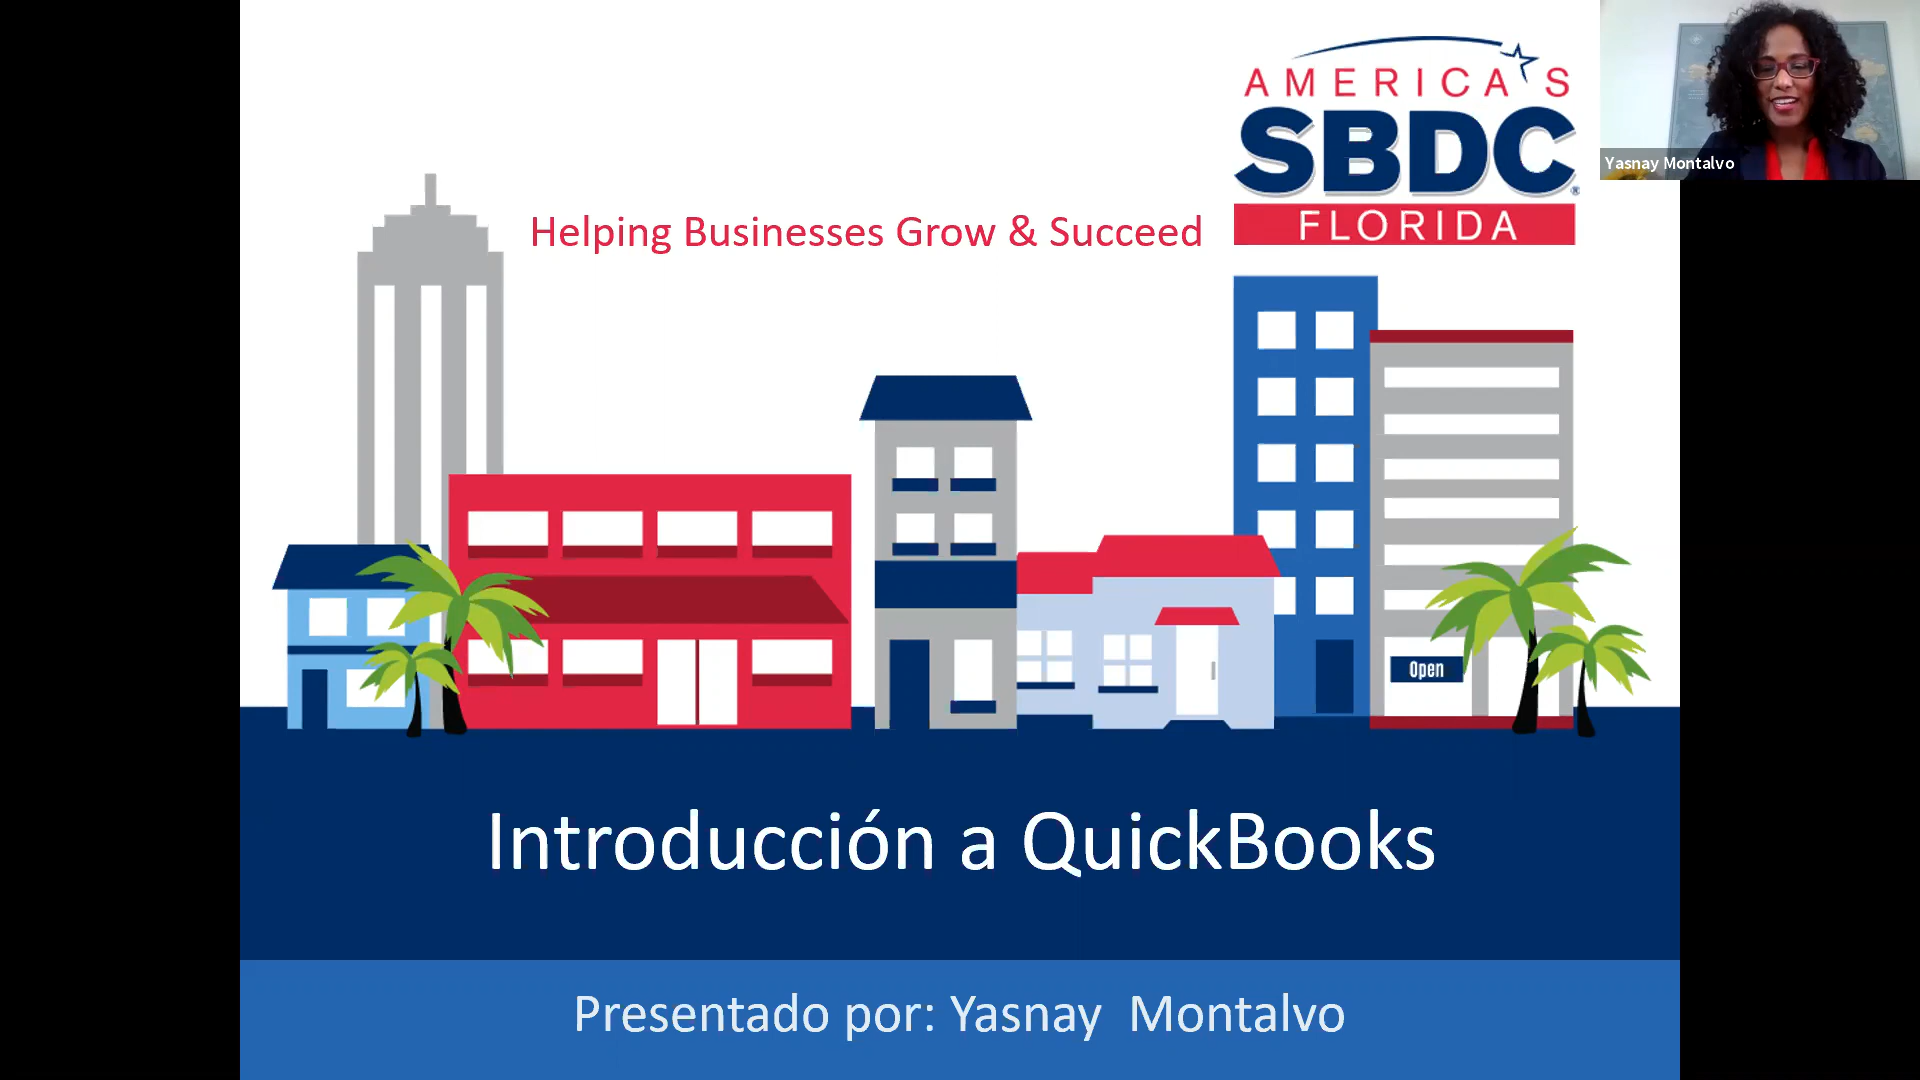 AMERICA'S
SBDC
FLORIDA
Yasnay Montalvo
Helping Businesses Grow & Succeed
Open
Introducción a QuickBooks
Presentado por: Yasnay Montalvo